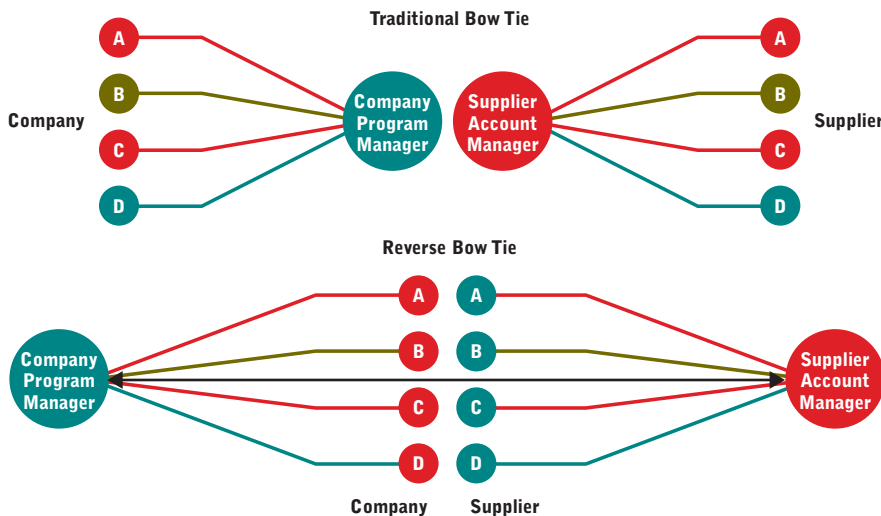 Traditional Bow Tie
A
A
B
B
Company
Program
Manager
Supplier
Account
Manager
Company
Supplier
C
C
D
D
Reverse Bow Tie
A
A
B
B
Company
Program
Manager
Supplier
Account
Manager
C
C
D
D
Company
Supplier